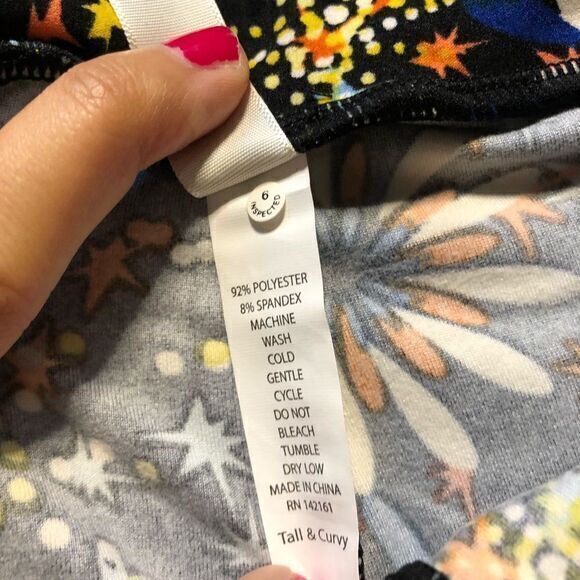 6
INSPECTED
92% POLYESTER
8% SPANDEX
MACHINE
WASH
COLD
GENTLE
CYCLE
DO NOT
BLEACH
TUMBLE
DRY LOW
MADE IN CHINA
RN 142161
Tall & Curvy